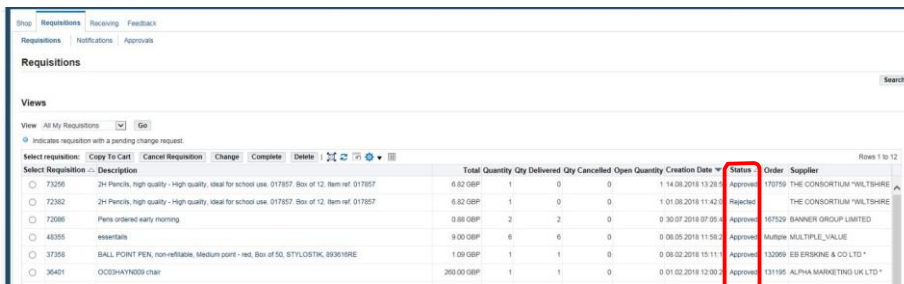 Shop Requisitions Receiving Feedback
Requisitions Notifications Approvals
Requisitions
Search
Views
View All My Requisitions Go
Indicates requisition with a pending change request.
Select requisition: Copy To Cart Cancel Requisition Change Complete Delete Rows 1 to 12
Select Requisition Description Total Quantity Qty Delivered Qty Cancelled Open Quantity Creation Date Status Order Supplier
73256 2H Pencils, high quality - High quality, ideal for school use. 017857. Box of 12. Item ref. 017857 6.82 GBP 1 0 0 1 14.08.2018 13:28:5 Approved 170759 THE CONSORTIUM "WILTSHIRE
72382 2H Pencils, high quality - High quality, ideal for school use. 017857. Box of 12. Item ref. 017857 6.82 GBP 1 0 0 1 01.08.2018 11:42:0 Rejected THE CONSORTIUM "WILTSHIRE
72086 Pens ordered early morning. 0.88 GBP 2 2 0 0 30.07.2018 07:05:4 Approved 167529 BANNER GROUP LIMITED
48355 essentails 9.00 GBP 6 6 0 0 08.05.2018 11:58:2 Approved Multiple MULTIPLE_VALUE
37358 BALL POINT PEN, non-refillable, Medium point - red, Box of 50, STYLOSTIK, 893616RE 1.09 GBP 1 1 0 0 08.02.2018 15:11:1 Approved 132069 EB ERSKINE & CO LTD *
36401 OC03HAYN009 chair 260.00 GBP 1 1 0 0 01.02.2018 12:00:2 Approved 131195 ALPHA MARKETING UK LTD *